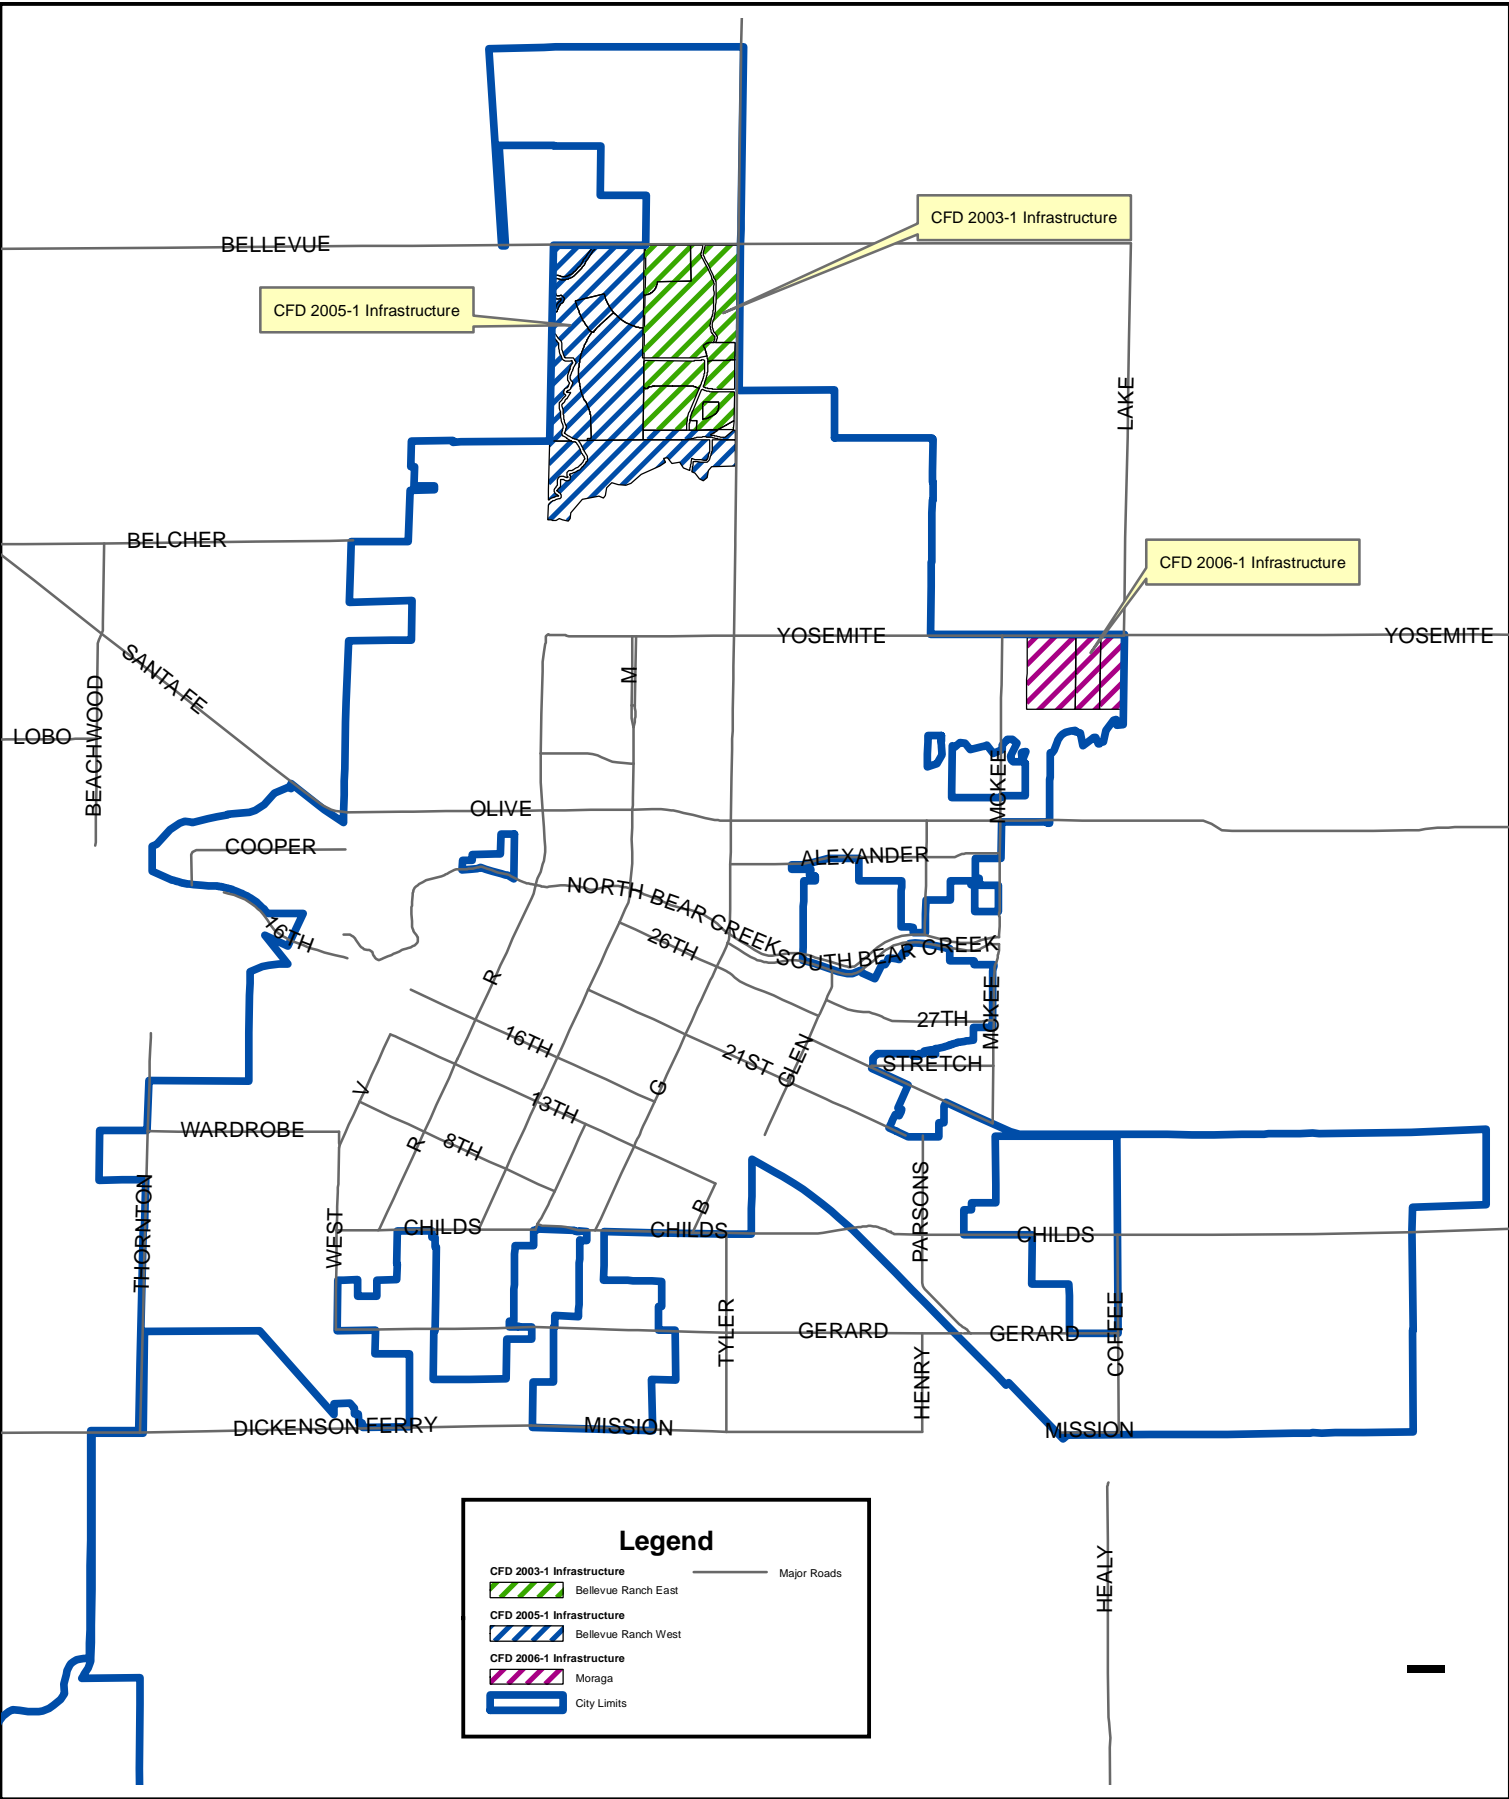 CFD 2003-1 Infrastructure
BELLEVUE
CFD 2005-1 Infrastructure
LAKE
BELCHER
CFD 2006-1 Infrastructure
YOSEMITE
YOSEMITE
SANTA FE
M
BEACHWOOD
LOBO
MCKEE
OLIVE
COOPER
ALEXANDER
NORTH BEAR CREEK
16TH
26TH
SOUTH BEAR CREEK
R
MCKEE
27TH
16TH
21ST
GLEN
STRETCH
V
G
13TH
WARDROBE
R
8TH
THORNTON
WEST
B
PARSONS
CHILDS
CHILDS
CHILDS
TYLER
GERARD
GERARD
COFFEE
HENRY
DICKENSON FERRY
MISSION
MISSION
HEALY
Legend
CFD 2003-1 Infrastructure
Major Roads
Bellevue Ranch East
CFD 2005-1 Infrastructure
Bellevue Ranch West
CFD 2006-1 Infrastructure
Moraga
City Limits